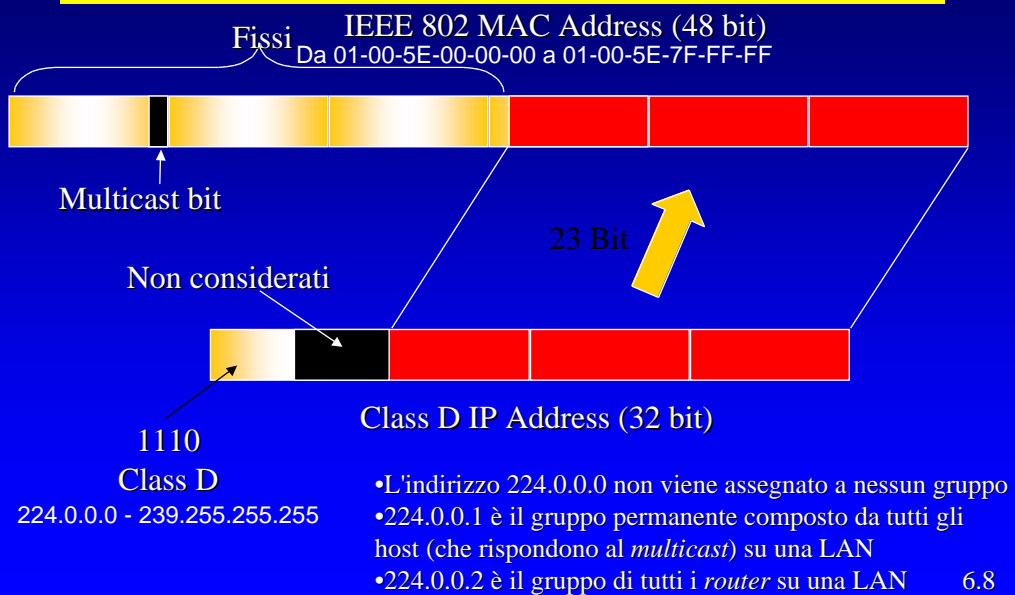 IEEE 802 MAC Address (48 bit)
Fissi
Da 01-00-5E-00-00-00 a 01-00-5E-7F-FF-FF
Multicast bit
23 Bit
Non considerati
Class D IP Address (32 bit)
1110
Class D
224.0.0.0 - 239.255.255.255
•L'indirizzo 224.0.0.0 non viene assegnato a nessun gruppo
•224.0.0.1 è il gruppo permanente composto da tutti gli
host (che rispondono al multicast) su una LAN
•224.0.0.2 è il gruppo di tutti i router su una LAN
6.8